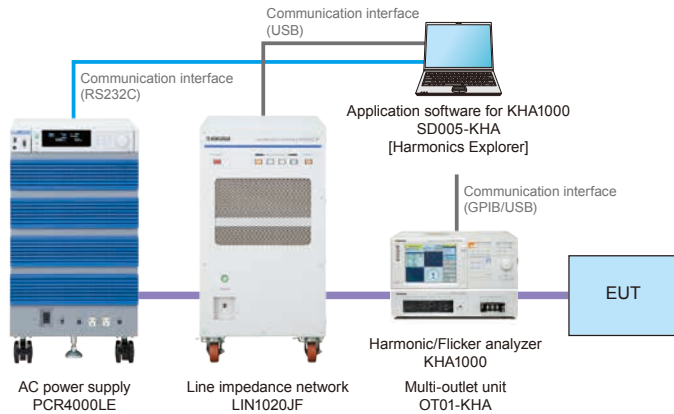 Communication interface
(USB)
Communication interface
(RS232C)
Application software for KHA1000
SD005-KHA
[Harmonics Explorer]
Communication interface
(GPIB/USB)
EUT
Harmonic/Flicker analyzer
KHA1000
AC power supply
PCR4000LE
Line impedance network
LIN1020JF
Multi-outlet unit
OT01-KHA